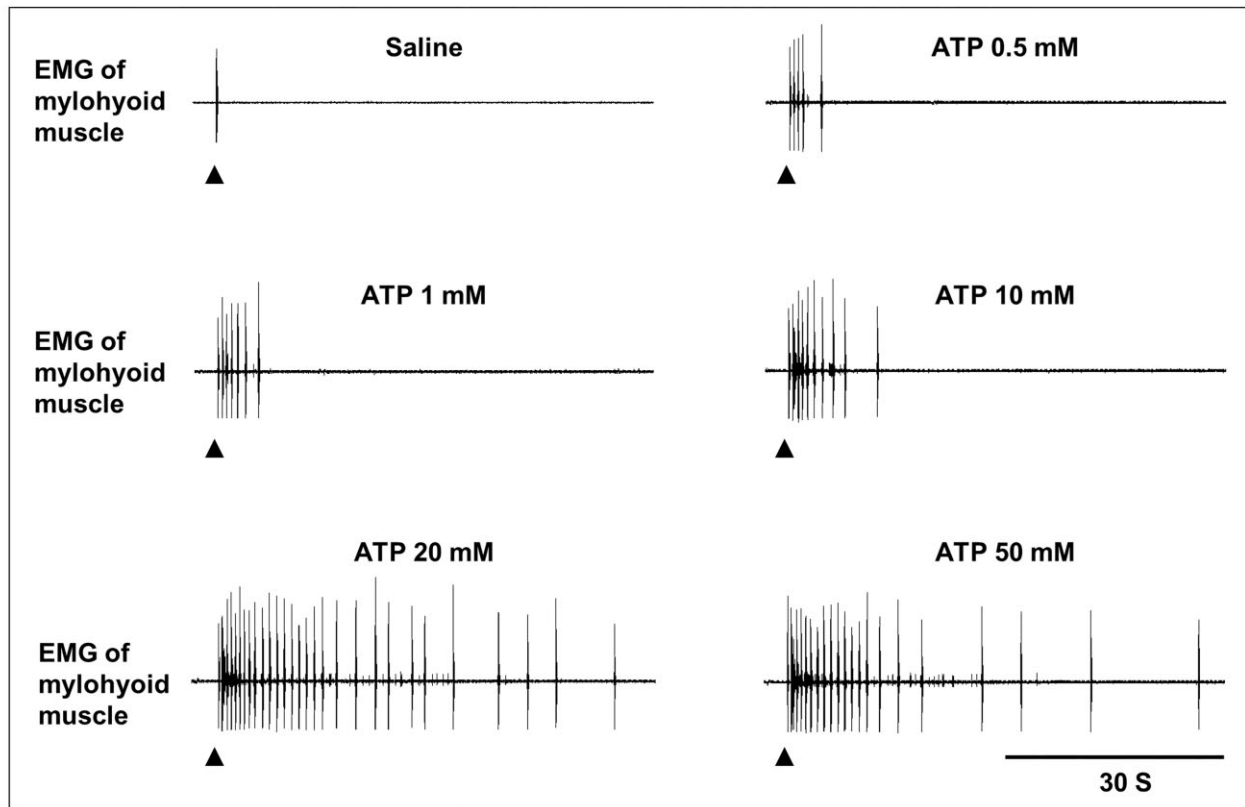 Saline
ATP 0.5 mM
EMG of
mylohyoid
muscle
ATP 1 mM
ATP 10 mM
EMG of
mylohyoid
muscle
ATP 20 mM
ATP 50 mM
EMG of
mylohyoid
muscle
30 S